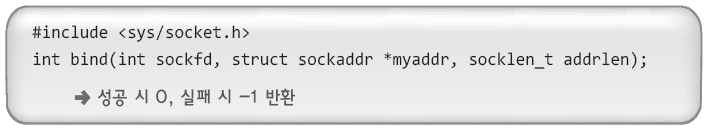 #include <sys/socket.h>
int bind(int sockfd, struct sockaddr *myaddr, socklen_t addrlen);
➜ 성공 시 0, 실패 시 -1 반환